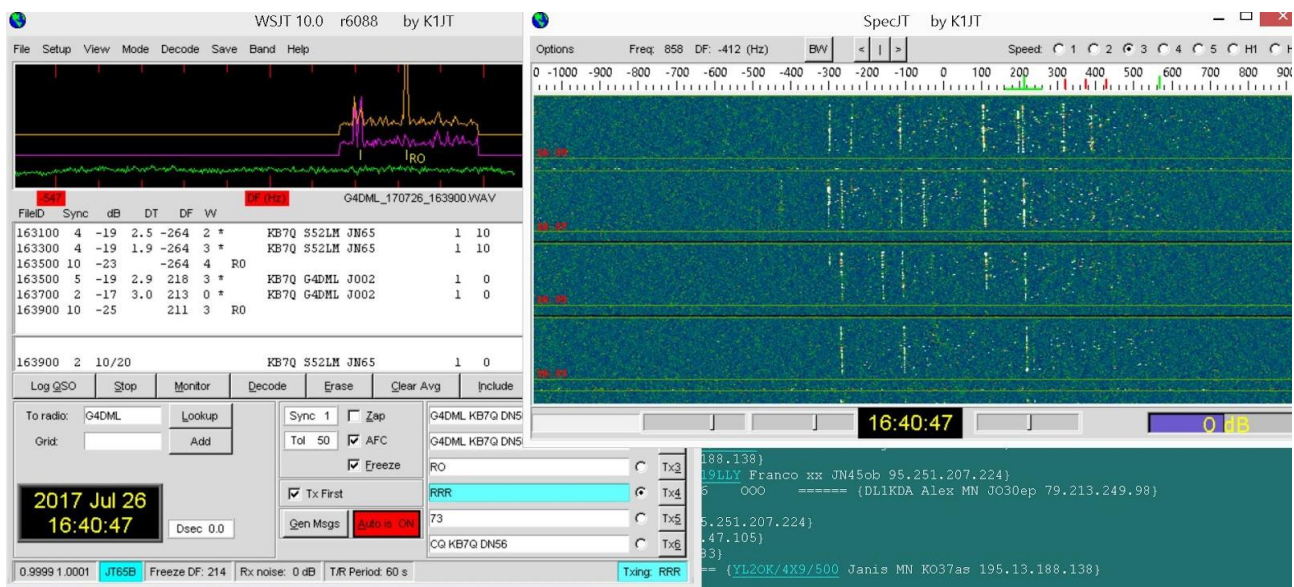 WSJT 10.0 r6088 by K1JT
File Setup View Mode Decode Save Band Help
RO
-547 DF (Hz) G4DML_170726_163900.WAV
FileID Sync dB DT DF W
163100 4 -19 2.5 -264 2 * KB7Q S52LM JN65 1 10
163300 4 -19 1.9 -264 3 * KB7Q S52LM JN65 1 10
163500 10 -23 -264 4 RO
163500 5 -19 2.9 218 3 * KB7Q G4DML JO02 1 0
163700 2 -17 3.0 213 0 * KB7Q G4DML JO02 1 0
163900 10 -25 211 3 RO
163900 2 10/20 KB7Q S52LM JN65 1 0
Log QSO Stop Monitor Decode Erase Clear Avg Include
To radio: G4DML Lookup
Grid: Add
2017 Jul 26
16:40:47
Dsec 0.0
Sync 1 Zap
Tol 50 AFC
Freeze
Tx First
Gen Msgs Auto is ON
G4DML KB7Q DN5
G4DML KB7Q DN5
RO Tx3
RRR Tx4
73 Tx5
CQ KB7Q DN56 Tx6
0.9999 1.0001 JT65B Freeze DF: 214 Rx noise: 0 dB T/R Period: 60 s Txing: RRR
SpecJT by K1JT
Options Freq: 858 DF: -412 (Hz) BW < | > Speed: 1 2 3 4 5 H1 H
0 -1000 -900 -800 -700 -600 -500 -400 -300 -200 -100 0 100 200 300 400 500 600 700 800 900
16:40:47
0 dB
188.138}
I9LLY Franco xx JN45ob 95.251.207.224}
6 OOO ====== {DL1KDA Alex MN JO30ep 79.213.249.98}
5.251.207.224}
.47.105}
83}
== {YL2OK/4X9/500 Janis MN KO37as 195.13.188.138}